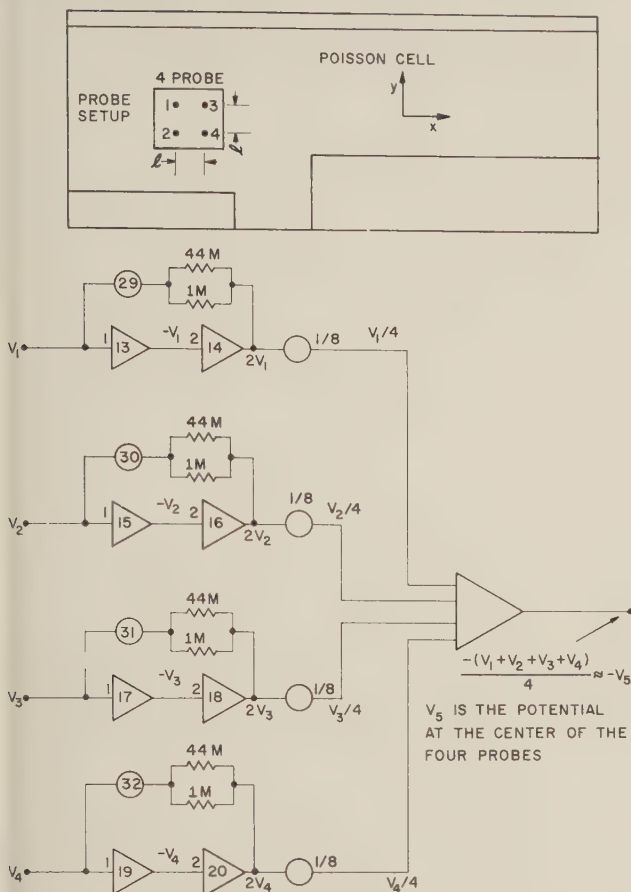 POISSON CELL
y
x
4 PROBE
PROBE
SETUP
1 3
2 4
ℓ
ℓ
44 M
29
1M
V₁ 1 13 -V₁ 2 14 2V₁ 1/8 V₁/4
44 M
30
1M
V₂ 1 15 -V₂ 2 16 2V₂ 1/8 V₂/4
44M
31
1M
V₃ 1 17 -V₃ 2 18 2V₃ 1/8 V₃/4
-(V₁+V₂+V₃+V₄)
4
≈ -V₅
V₅ IS THE POTENTIAL
AT THE CENTER OF THE
FOUR PROBES
44M
32
1M
V₄ 1 19 -V₄ 2 20 2V₄ 1/8 V₄/4